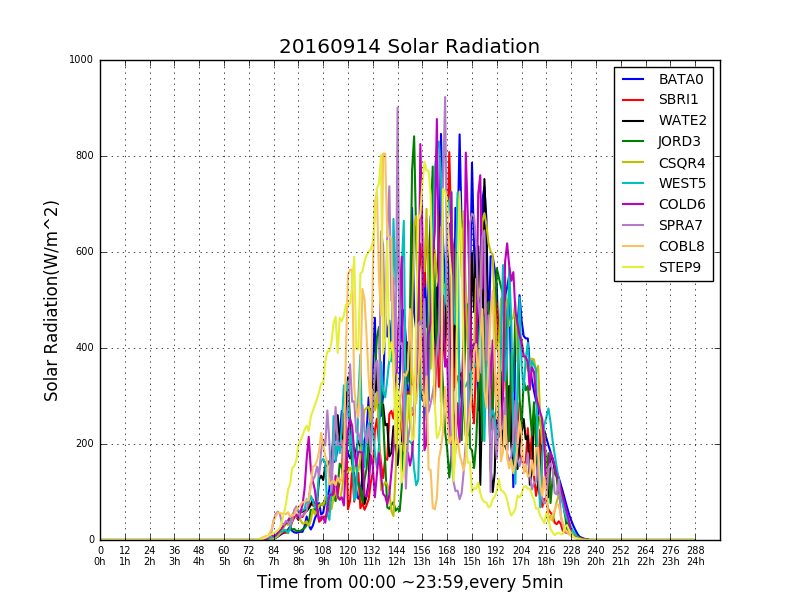 20160914 Solar Radiation
1000
800
600
400
200
0
Solar Radiation(W/m^2)
BATA0
SBRI1
WATE2
JORD3
CSQR4
WEST5
COLD6
SPRA7
COBL8
STEP9
0 12 24 36 48 60 72 84 96 108 120 132 144 156 168 180 192 204 216 228 240 252 264 276 288
0h 1h 2h 3h 4h 5h 6h 7h 8h 9h 10h 11h 12h 13h 14h 15h 16h 17h 18h 19h 20h 21h 22h 23h 24h
Time from 00:00 ~23:59,every 5min